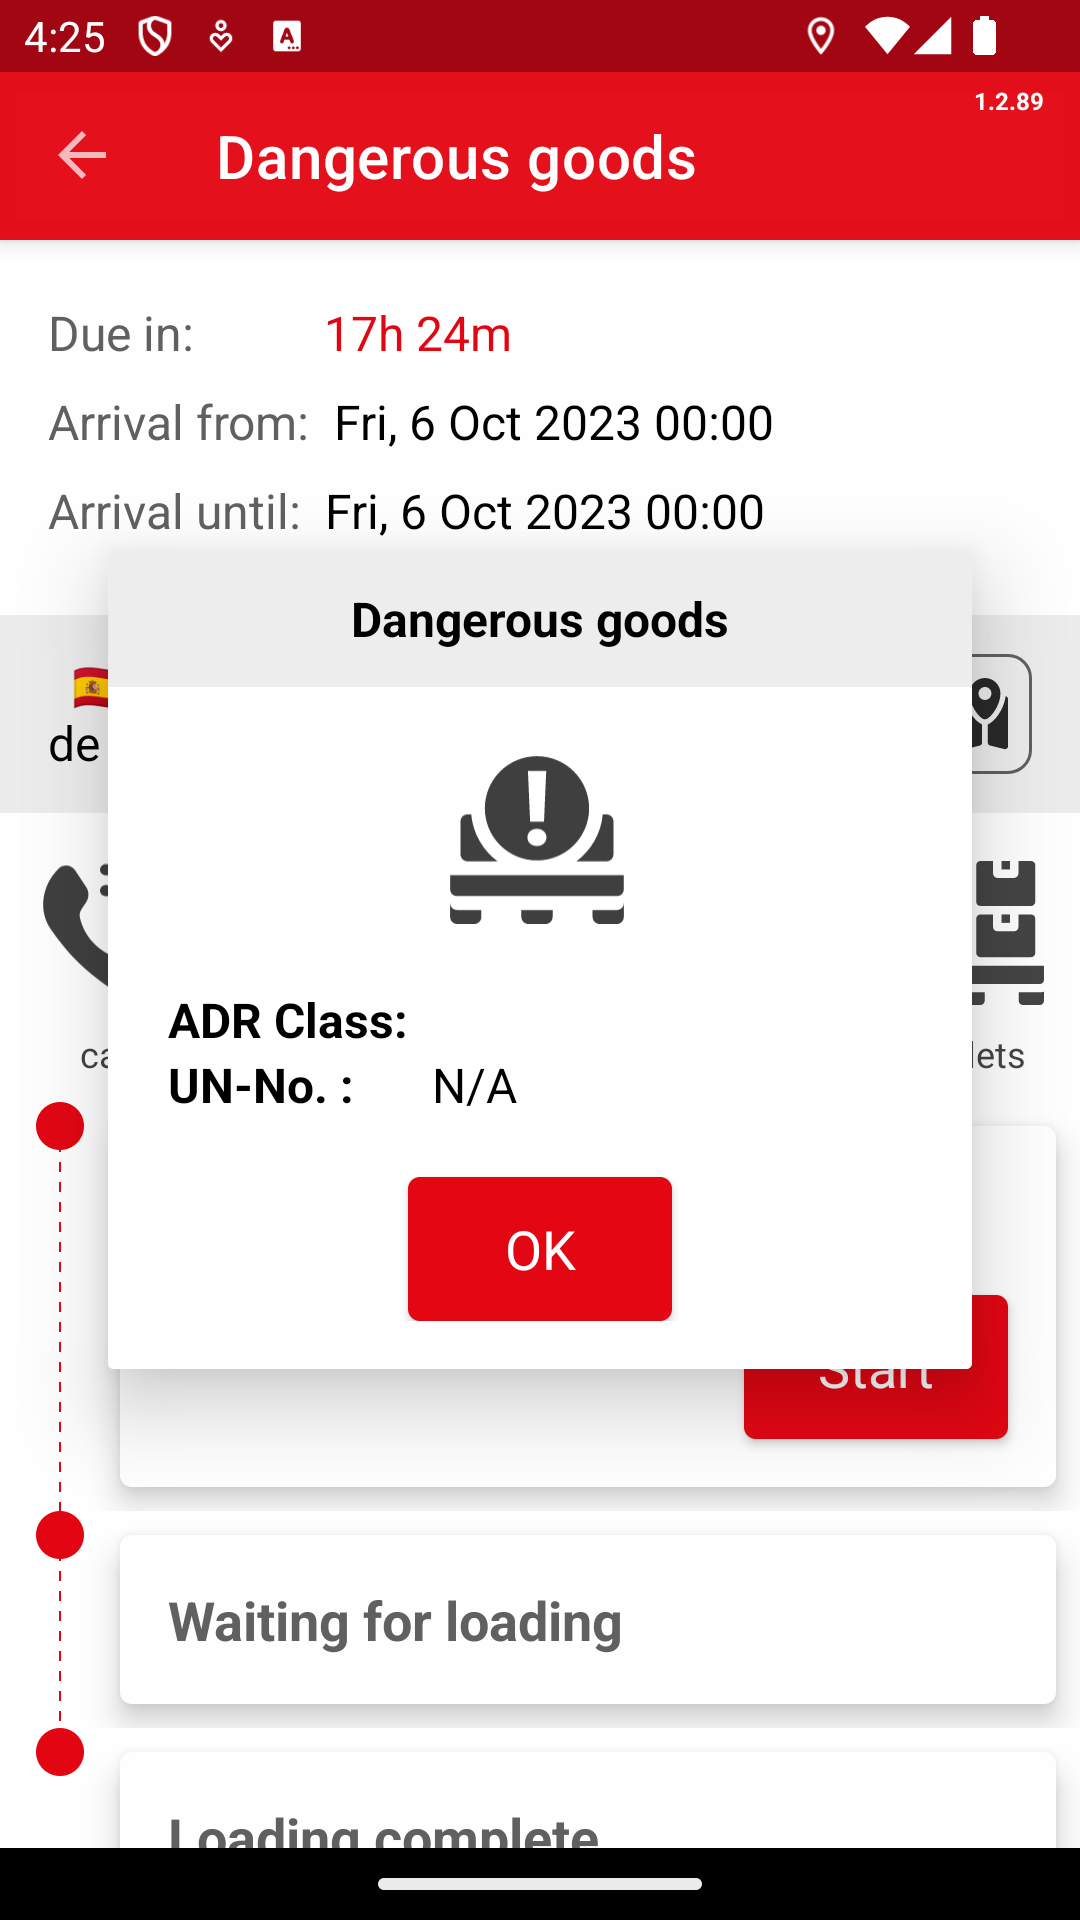 4:25
1.2.89
Dangerous goods
Due in: 17h 24m
Arrival from: Fri, 6 Oct 2023 00:00
Arrival until: Fri, 6 Oct 2023 00:00
Dangerous goods
de
ADR Class:
UN-No. : N/A
OK
Start
Waiting for loading
Loading complete